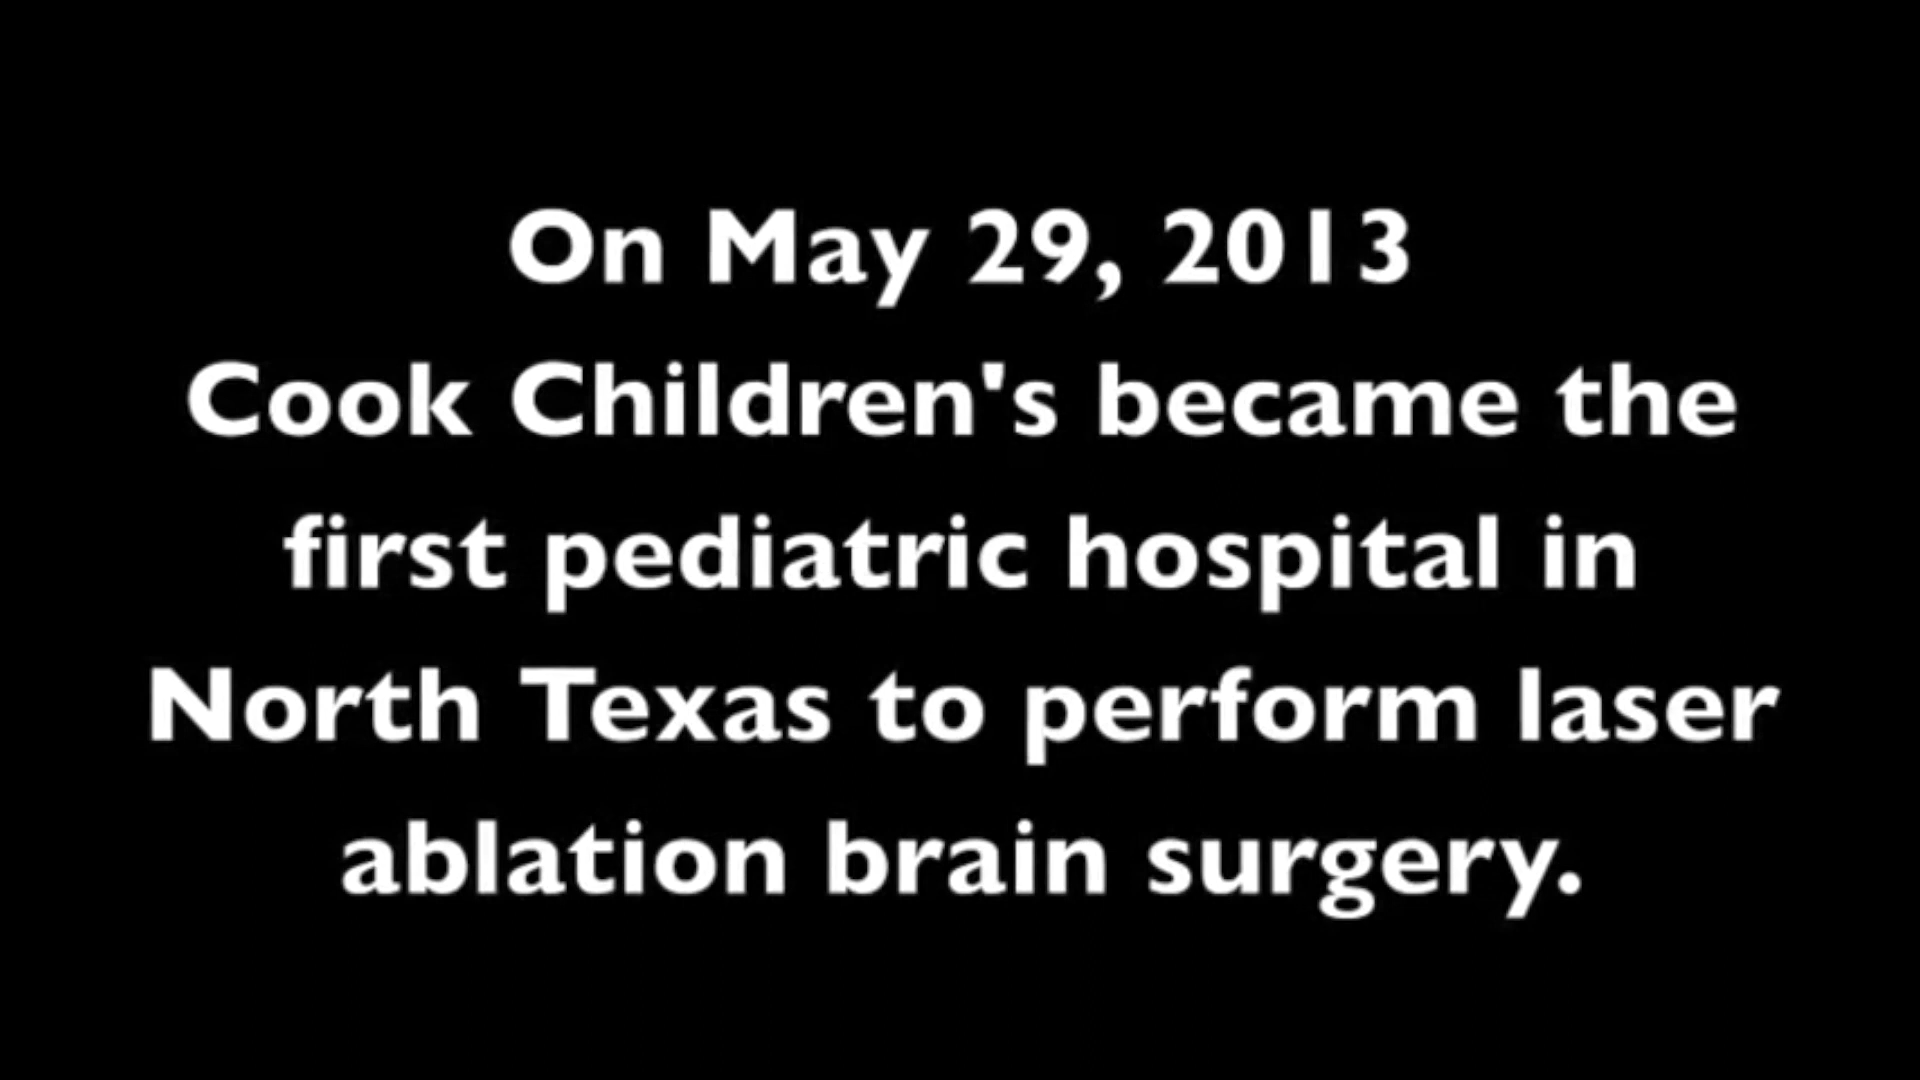 On May 29, 2013
Cook Children's became the
first pediatric hospital in
North Texas to perform laser
ablation brain surgery.